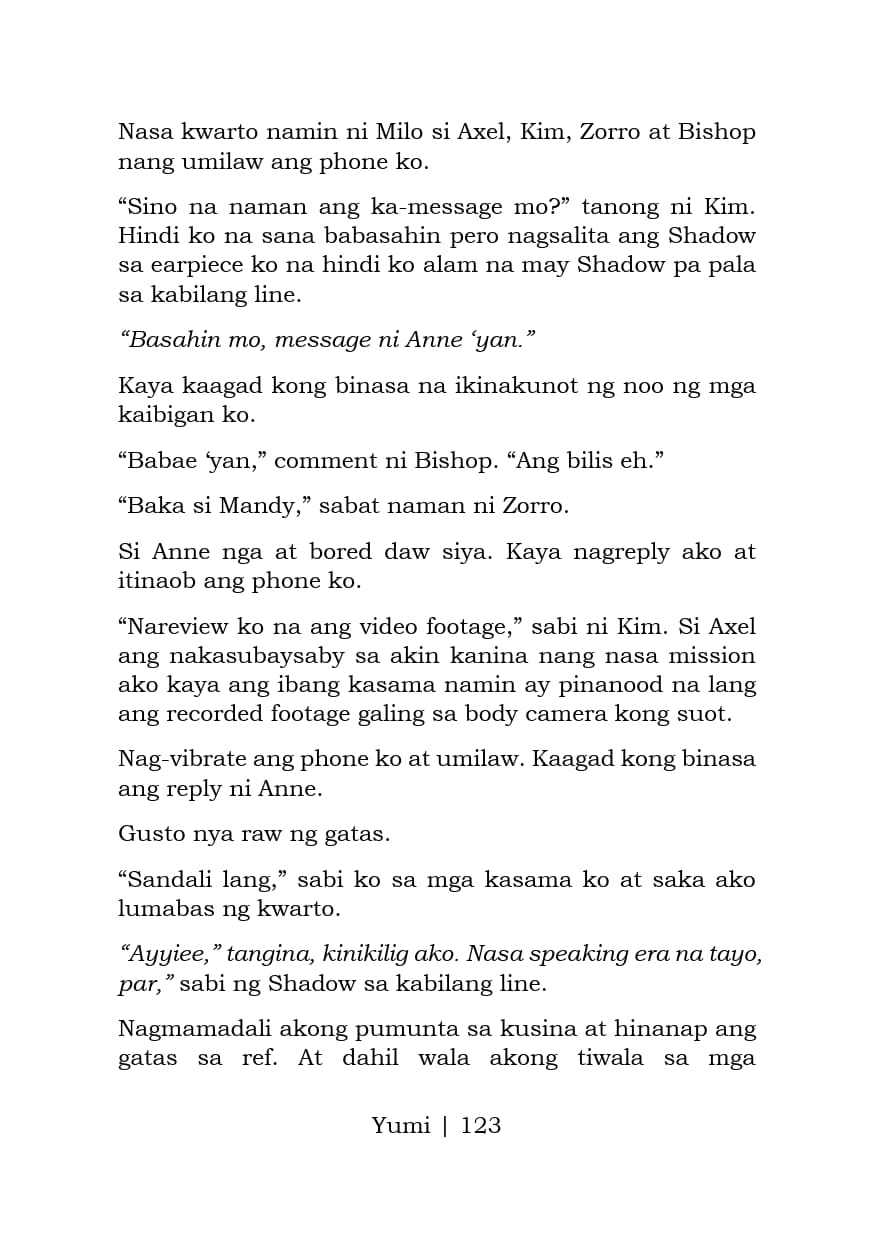 Nasa kwarto namin ni Milo si Axel, Kim, Zorro at Bishop
nang umilaw ang phone ko.
“Sino na naman ang ka-message mo?” tanong ni Kim.
Hindi ko na sana babasahin pero nagsalita ang Shadow
sa earpiece ko na hindi ko alam na may Shadow pa pala
sa kabilang line.
“Basahin mo, message ni Anne ‘yan.”
Kaya kaagad kong binasa na ikinakunot ng noo ng mga
kaibigan ko.
“Babae ‘yan,” comment ni Bishop. “Ang bilis eh.”
“Baka si Mandy,” sabat naman ni Zorro.
Si Anne nga at bored daw siya. Kaya nagreply ako at
itinaob ang phone ko.
“Nareview ko na ang video footage,” sabi ni Kim. Si Axel
ang nakasubaysaby sa akin kanina nang nasa mission
ako kaya ang ibang kasama namin ay pinanood na lang
ang recorded footage galing sa body camera kong suot.
Nag-vibrate ang phone ko at umilaw. Kaagad kong binasa
ang reply ni Anne.
Gusto nya raw ng gatas.
“Sandali lang,” sabi ko sa mga kasama ko at saka ako
lumabas ng kwarto.
“Ayyiee,” tangina, kinikilig ako. Nasa speaking era na tayo,
par,” sabi ng Shadow sa kabilang line.
Nagmamadali akong pumunta sa kusina at hinanap ang
gatas sa ref. At dahil wala akong tiwala sa mga
Yumi | 123